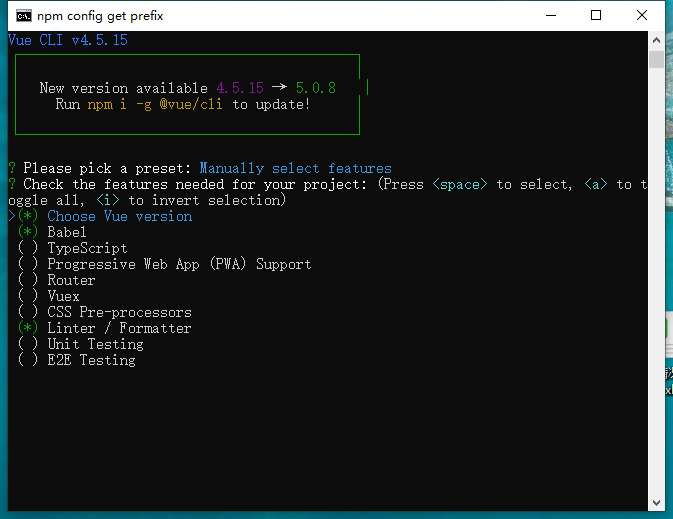 npm config get prefix
Vue CLI v4.5.15
New version available 4.5.15 → 5.0.8
Run npm i -g @vue/cli to update!
? Please pick a preset: Manually select features
? Check the features needed for your project: (Press <space> to select, <a> to t
oggle all, <i> to invert selection)
>(*) Choose Vue version
(*) Babel
( ) TypeScript
( ) Progressive Web App (PWA) Support
( ) Router
( ) Vuex
( ) CSS Pre-processors
(*) Linter / Formatter
( ) Unit Testing
( ) E2E Testing